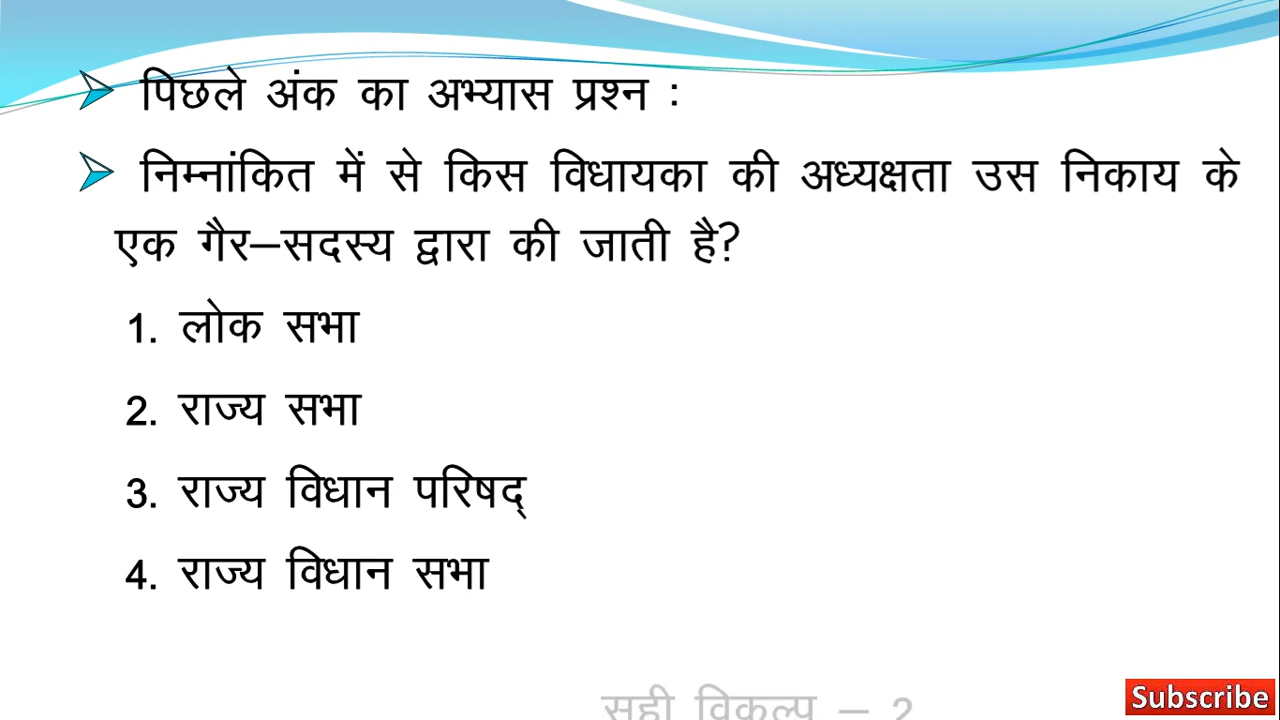 पिछले अंक का अभ्यास प्रश्न :
निम्नांकित में से किस विधायका की अध्यक्षता उस निकाय के
एक गैर–सदस्य द्वारा की जाती है?
1. लोक सभा
2. राज्य सभा
3. राज्य विधान परिषद्
4. राज्य विधान सभा
सही विकल्प – 2
Subscribe